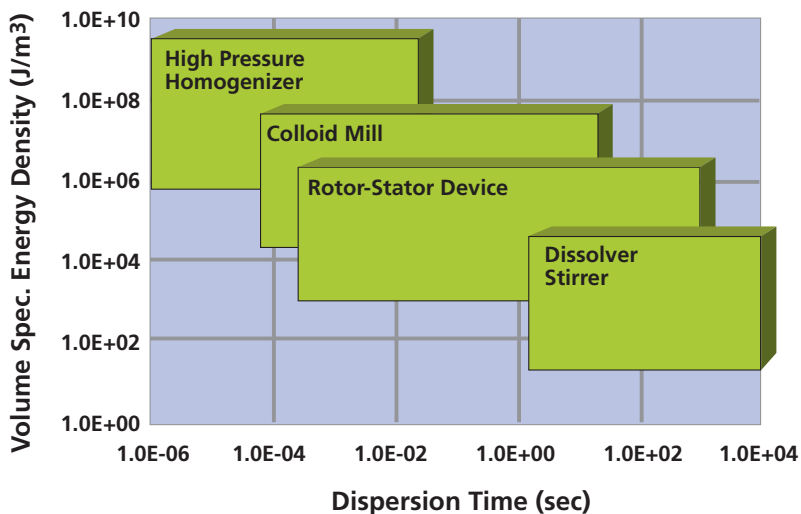 Volume Spec. Energy Density (J/m³)
1.0E+10
1.0E+08
1.0E+06
1.0E+04
1.0E+02
1.0E+00
High Pressure
Homogenizer
Colloid Mill
Rotor-Stator Device
Dissolver
Stirrer
1.0E-06 1.0E-04 1.0E-02 1.0E+00 1.0E+02 1.0E+04
Dispersion Time (sec)